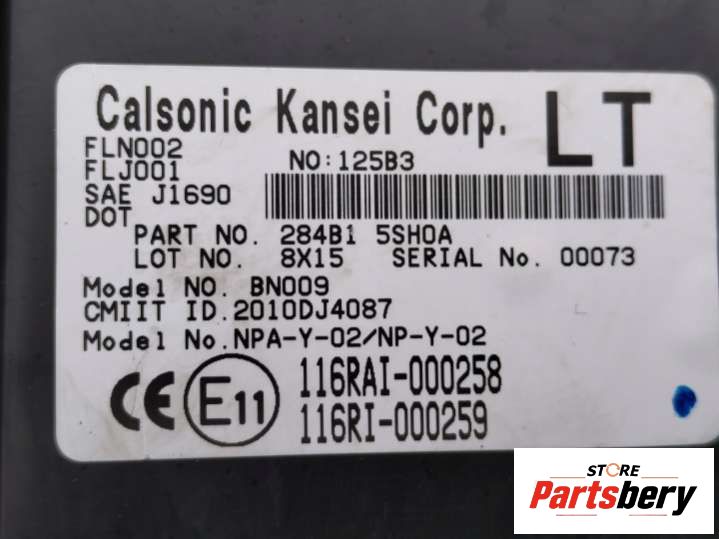 Calsonic Kansei Corp. LT
FLN002
FLJ001 NO:125B3
SAE J1690
DOT
PART NO. 284B1 5SH0A
LOT NO. 8X15 SERIAL No. 00073
Model NO. BN009
CMIIT ID.2010DJ4087
Model No.NPA-Y-02/NP-Y-02
CE E11 116RAI-000258
116RI-000259
STORE
Partsbery